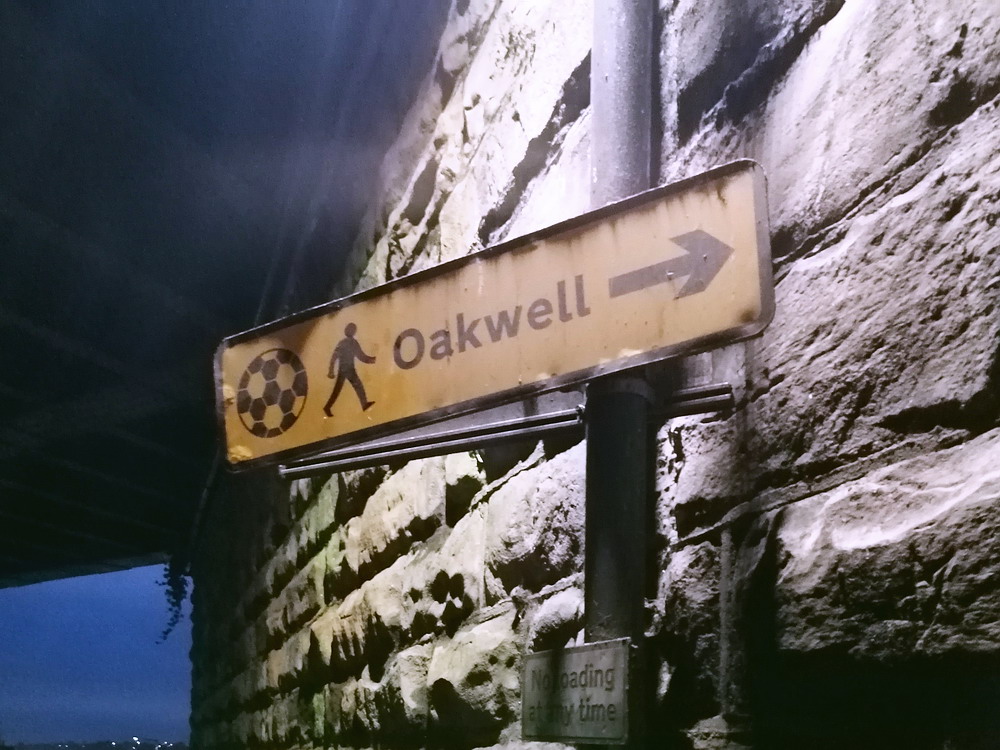 Oakwell
No loading
at any time